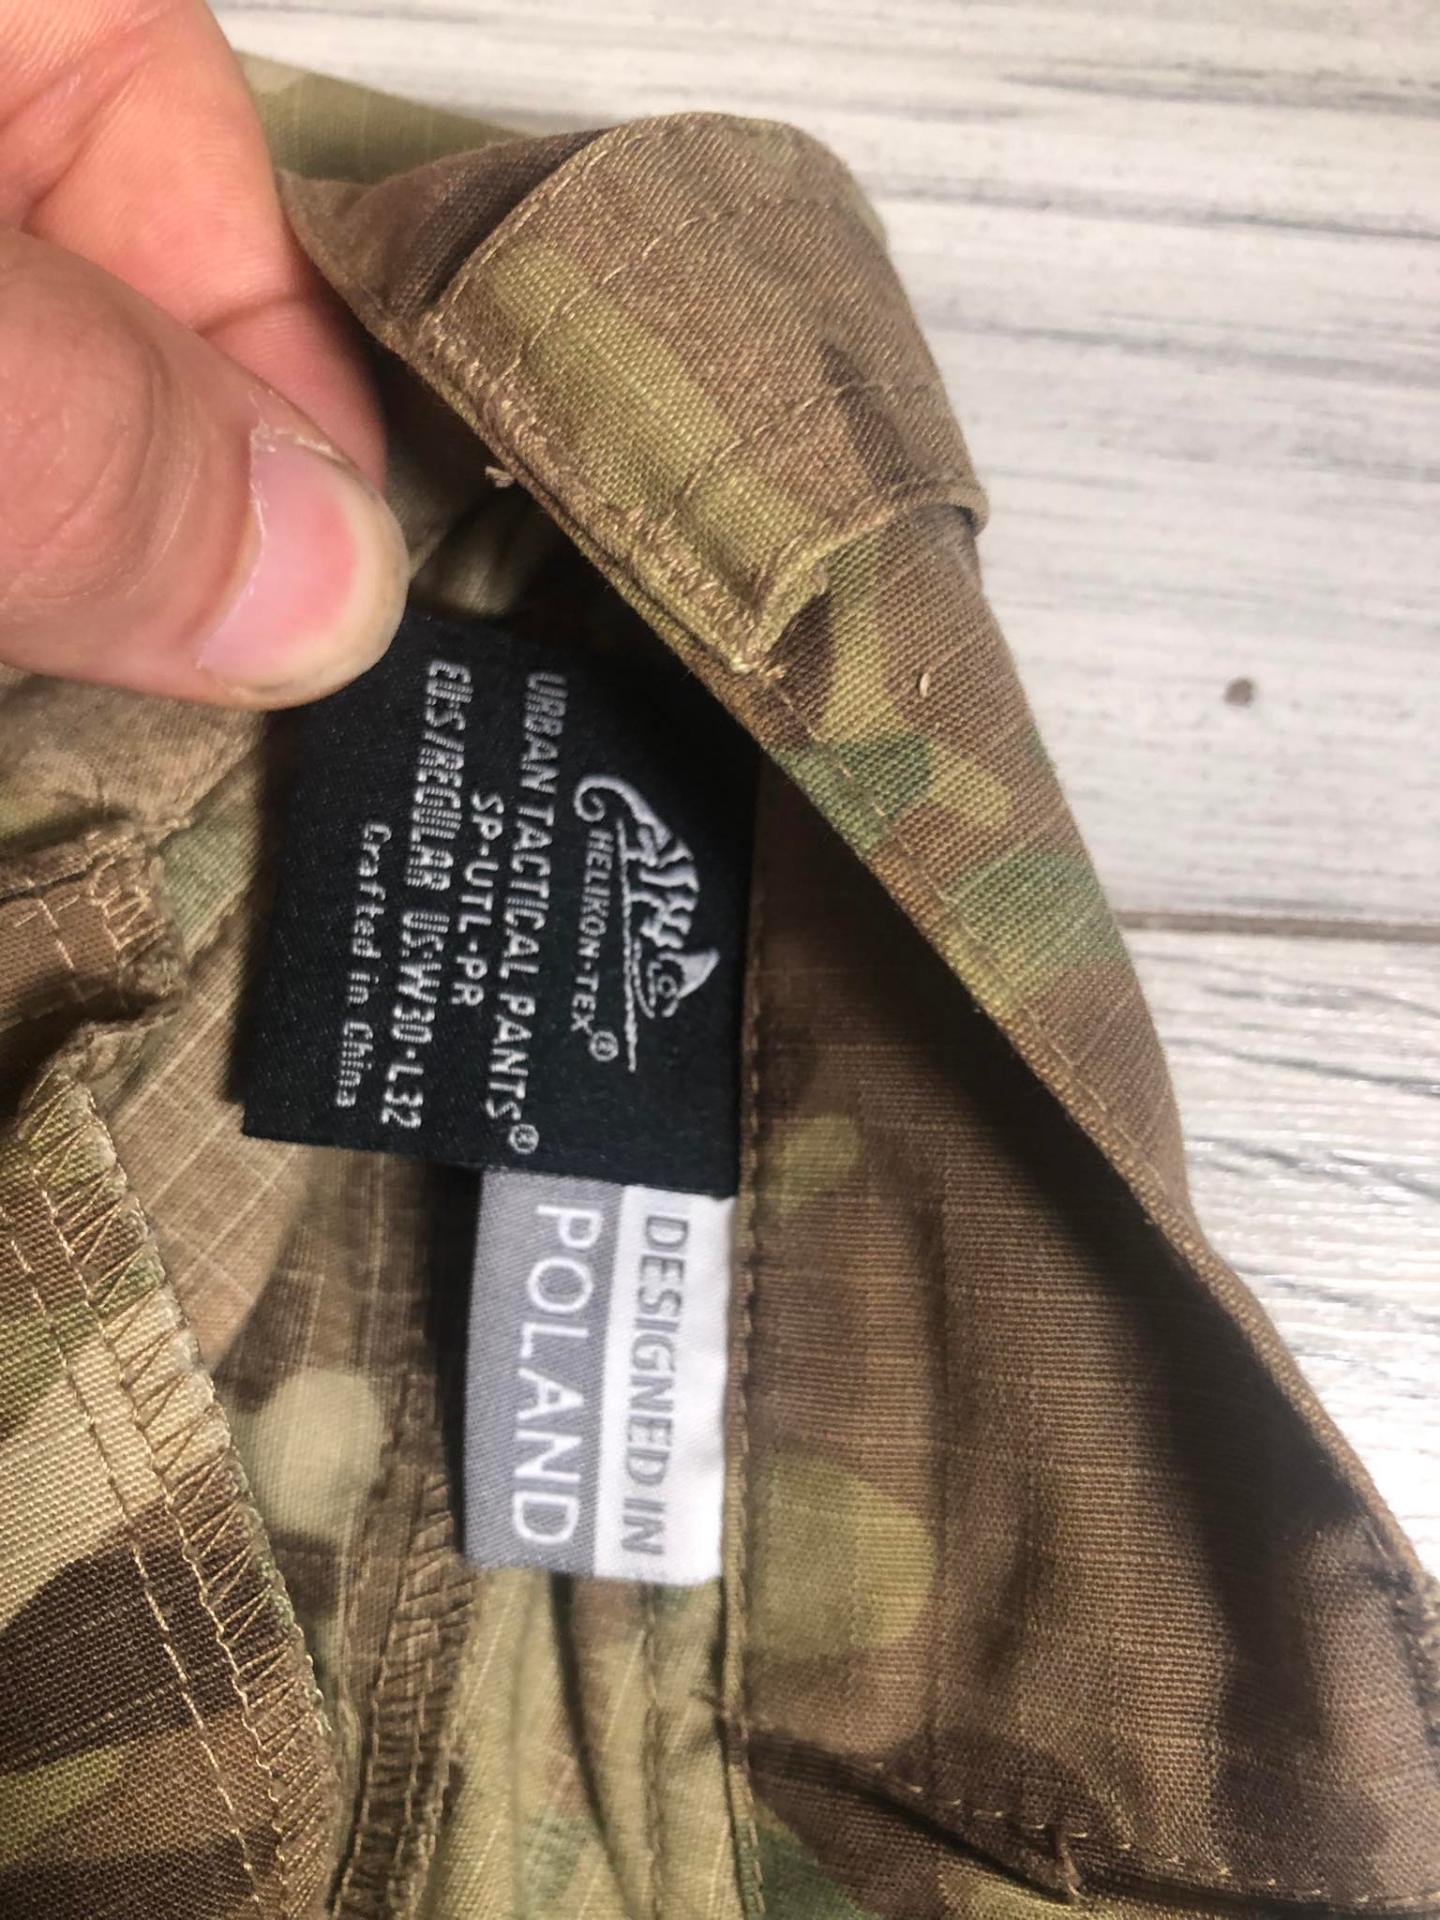 HELIKON-TEX®
URBAN TACTICAL PANTS®
SP-UTL-PR
EU:S/REGULAR US:W30-L32
Crafted in China
DESIGNED IN
POLAND